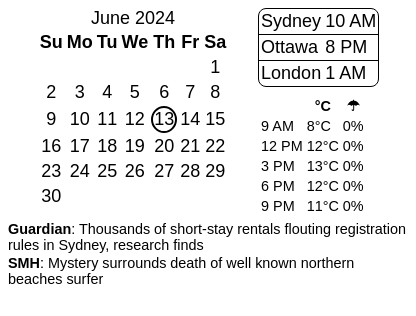 June 2024
Su Mo Tu We Th Fr Sa
1
2 3 4 5 6 7 8
9 10 11 12 13 14 15
16 17 18 19 20 21 22
23 24 25 26 27 28 29
30
Sydney 10 AM
Ottawa 8 PM
London 1 AM
°C ☂
9 AM 8°C 0%
12 PM 12°C 0%
3 PM 13°C 0%
6 PM 12°C 0%
9 PM 11°C 0%
Guardian: Thousands of short-stay rentals flouting registration
rules in Sydney, research finds
SMH: Mystery surrounds death of well known northern
beaches surfer